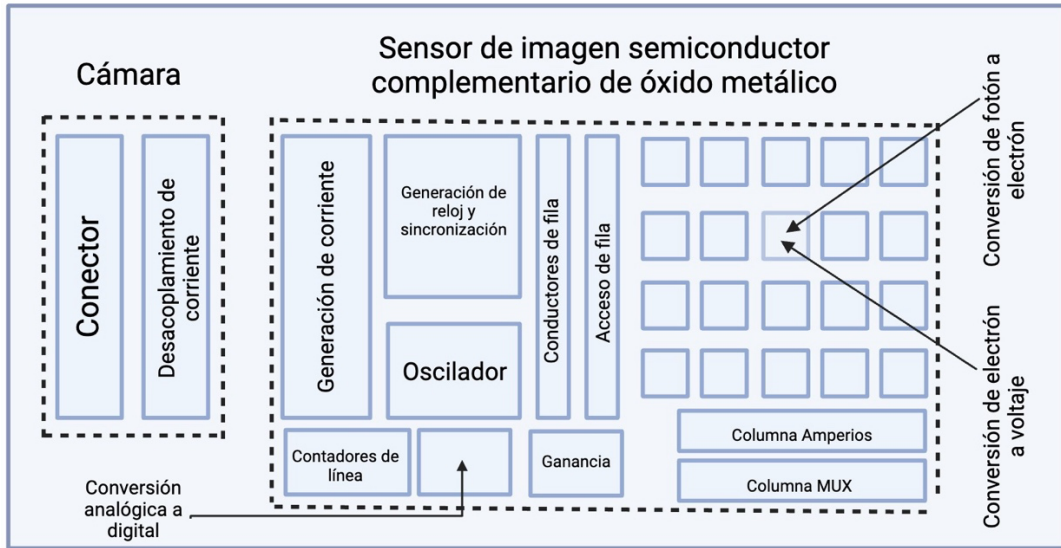 Cámara
Sensor de imagen semiconductor
complementario de óxido metálico
Conector
Desacoplamiento de
corriente
Generación de corriente
Generación de
reloj y
sincronización
Oscilador
Conductores de fila
Acceso de fila
Contadores de
línea
Ganancia
Columna Amperios
Columna MUX
Conversión
analógica a
digital
Conversión de fotón a
electrón
Conversión de electrón
a voltaje